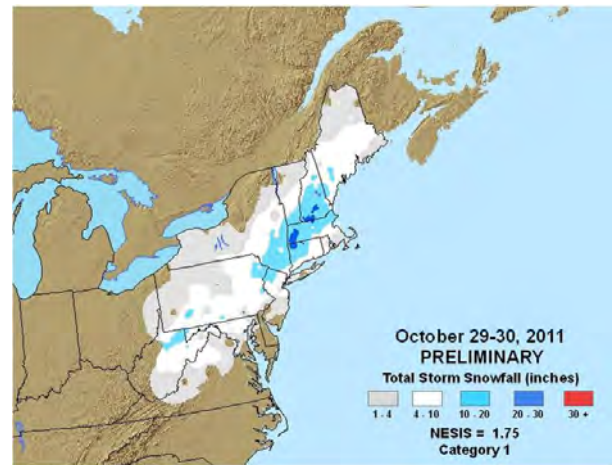 October 29-30, 2011
PRELIMINARY
Total Storm Snowfall (inches)
1 - 4 4 - 10 10 - 20 20 - 30 30 +
NESIS = 1.75
Category 1